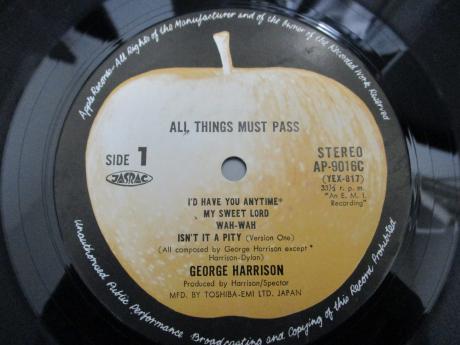 Apple Records-All Rights of the Manufacturer and of the Owner of the Recorded Work Reserved
ALL THINGS MUST PASS
SIDE 1
JASRAC
STEREO
AP-9016C
(YEX-817)
33⅓ r. p. m.
"An E. M. I.
Recording"
I'D HAVE YOU ANYTIME*
MY SWEET LORD
WAH-WAH
ISN'T IT A PITY (Version One)
(All composed by George Harrison except *
Harrison-Dylan)
GEORGE HARRISON
Produced by Harrison/Spector
MFD. BY TOSHIBA-EMI LTD. JAPAN
Unauthorised Public Performance Broadcasting and Copying of this Record Prohibited